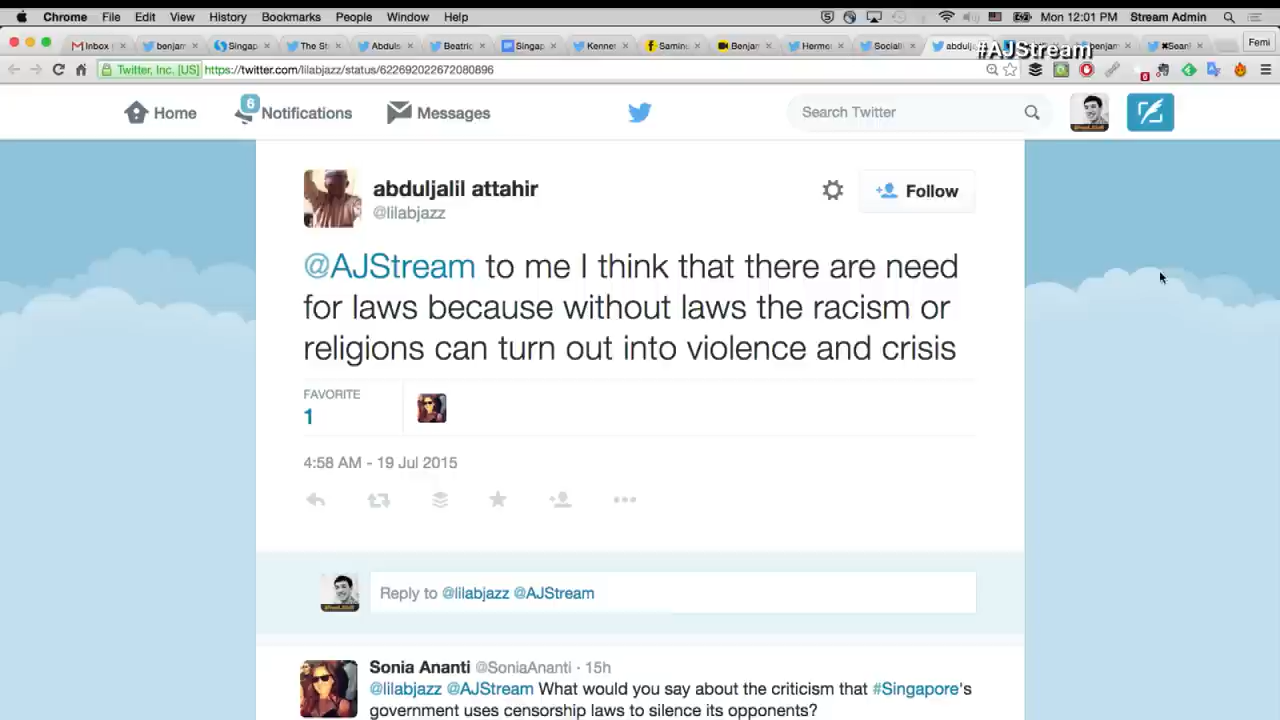 Chrome File Edit View History Bookmarks People Window Help Mon 12:01 PM Stream Admin
Inbox benjam Singap The St Abduls Beatric Singap Kennet Samin Benjan Herme Sociali abdulj enjam Sean Femi
#AJStream
Twitter, Inc. [US] https://twitter.com/lilabjazz/status/622692022672080896
Home 6 Notifications Messages Search Twitter
abduljalil attahir
@lilabjazz
Follow
@AJStream to me I think that there are need
for laws because without laws the racism or
religions can turn out into violence and crisis
FAVORITE
1
4:58 AM - 19 Jul 2015
Reply to @lilabjazz @AJStream
Sonia Ananti @SoniaAnanti · 15h
@lilabjazz @AJStream What would you say about the criticism that #Singapore's
government uses censorship laws to silence its opponents?